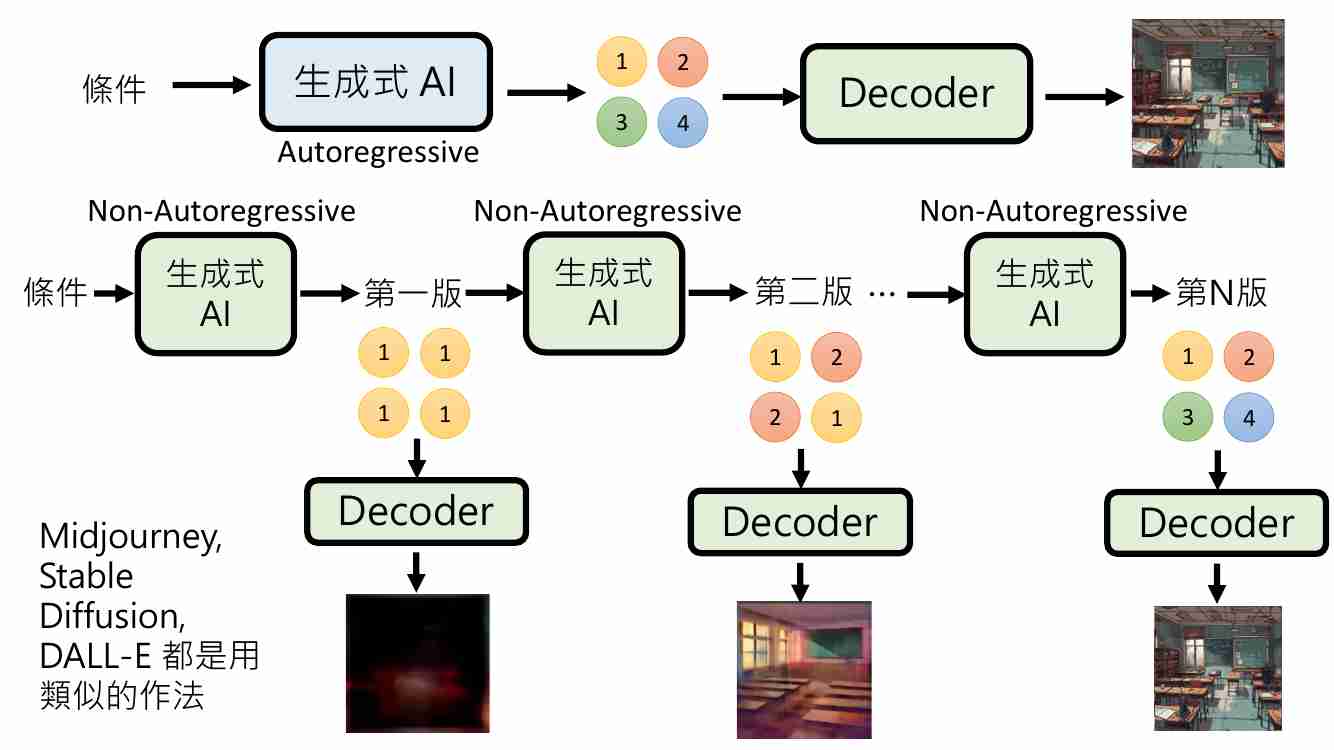 條件
生成式 AI
Autoregressive
1 2
3 4
Decoder
Non-Autoregressive
Non-Autoregressive
Non-Autoregressive
條件
生成式
AI
第一版
生成式
AI
第二版 …
生成式
AI
第N版
1 1
1 1
1 2
2 1
1 2
3 4
Decoder
Decoder
Decoder
Midjourney,
Stable
Diffusion,
DALL-E 都是用
類似的作法